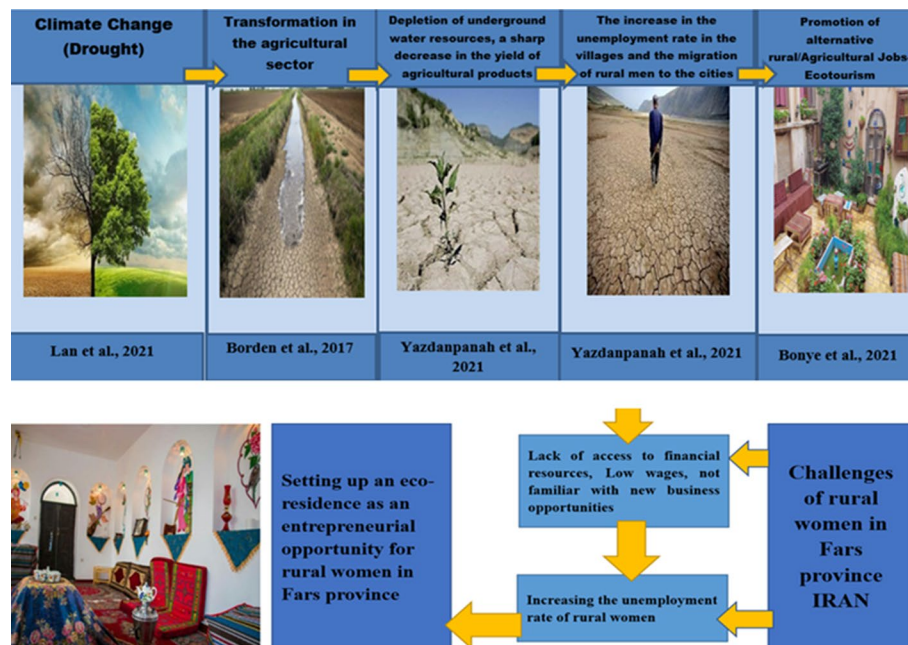 Climate Change
(Drought)
Transformation in
the agricultural
sector
Depletion of underground
water resources, a sharp
decrease in the yield of
agricultural products
The increase in the
unemployment rate in the
villages and the migration
of rural men to the cities
Promotion of
alternative
rural/Agricultural Jobs
Ecotourism
Lan et al., 2021
Borden et al., 2017
Yazdanpanah et al.,
2021
Yazdanpanah et al., 2021
Bonye et al., 2021
Setting up an eco-
residence as an
entrepreneurial
opportunity for
rural women in
Fars province
Lack of access to financial
resources, Low wages, not
familiar with new business
opportunities
Increasing the unemployment
rate of rural women
Challenges
of rural
women in
Fars
province
IRAN